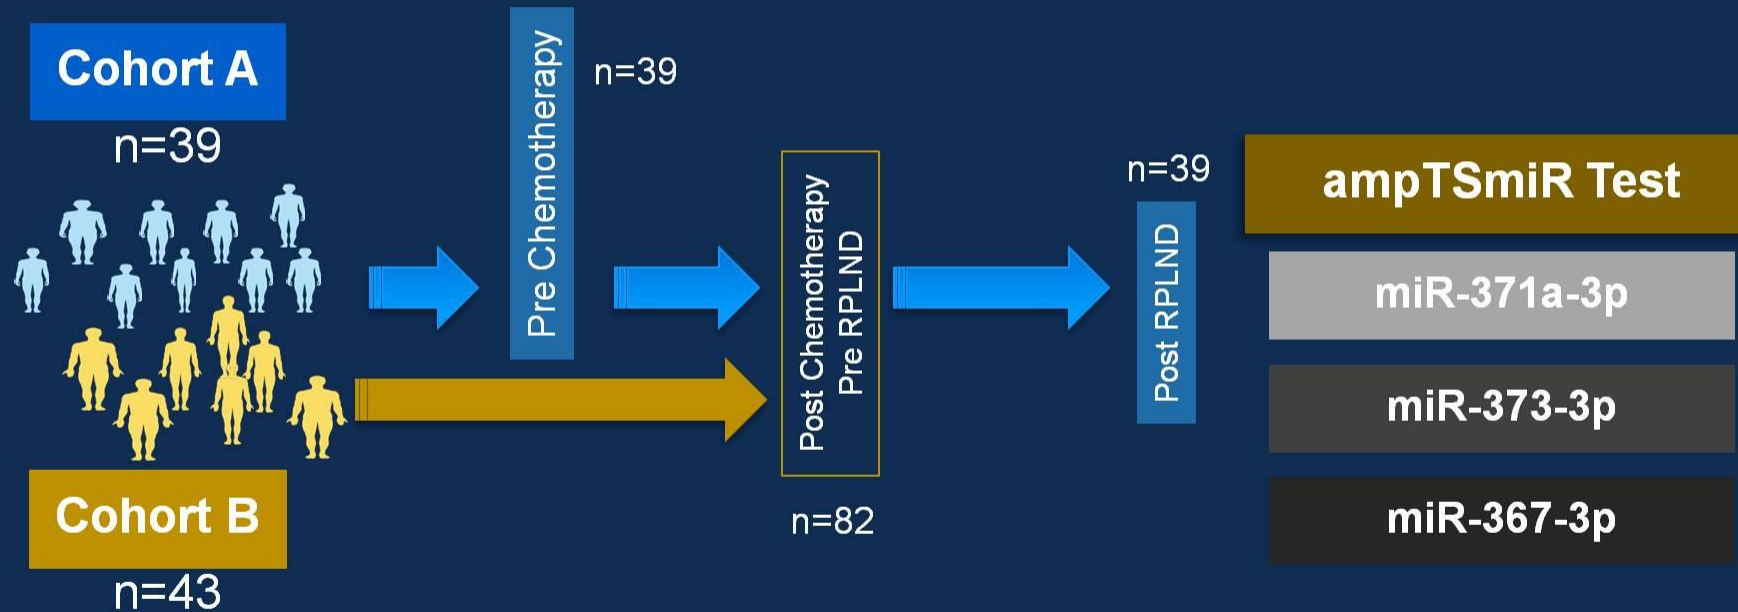 Cohort A
n=39
Pre Chemotherapy
n=39
Post Chemotherapy
Pre RPLND
n=82
n=39
Post RPLND
Cohort B
n=43
ampTSmiR Test
miR-371a-3p
miR-373-3p
miR-367-3p